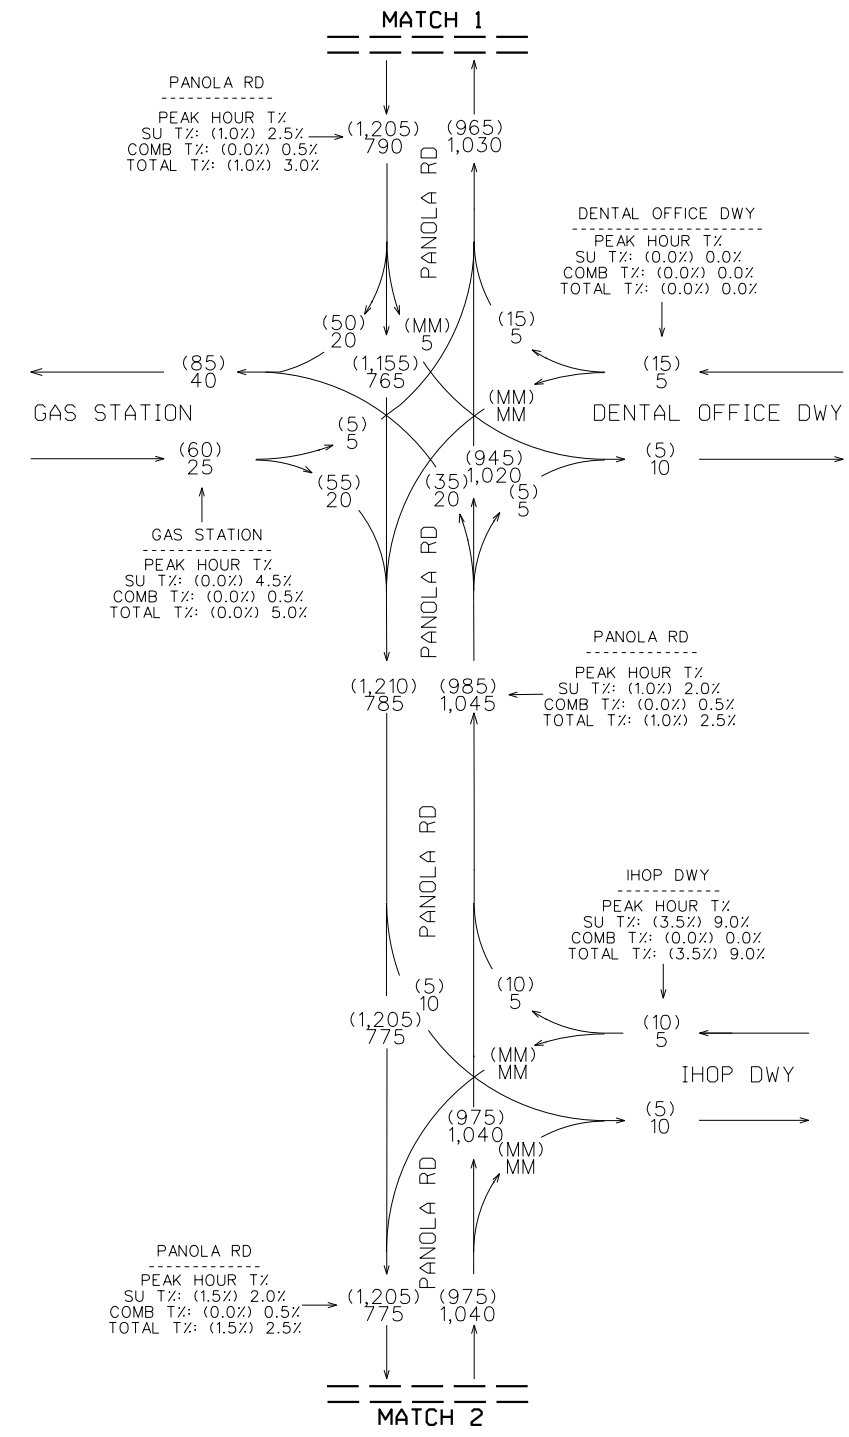 MATCH 1
PANOLA RD
PEAK HOUR T%
SU T%: (1.0%) 2.5%
COMB T%: (0.0%) 0.5%
TOTAL T%: (1.0%) 3.0%
(1,205)
790
PANOLA RD
(965)
1,030
DENTAL OFFICE DWY
PEAK HOUR T%
SU T%: (0.0%) 0.0%
COMB T%: (0.0%) 0.0%
TOTAL T%: (0.0%) 0.0%
(50)
20
(MM)
5
(15)
5
(85)
40
(1,155)
765
(15)
5
(MM)
MM
GAS STATION
DENTAL OFFICE DWY
(5)
5
(60)
25
(945)
1,020
(5)
10
(55)
20
(35)
20
(5)
5
GAS STATION
PEAK HOUR T%
SU T%: (0.0%) 4.5%
COMB T%: (0.0%) 0.5%
TOTAL T%: (0.0%) 5.0%
PANOLA RD
PANOLA RD
PEAK HOUR T%
SU T%: (1.0%) 2.0%
COMB T%: (0.0%) 0.5%
TOTAL T%: (1.0%) 2.5%
(1,210)
785
(985)
1,045
PANOLA RD
IHOP DWY
PEAK HOUR T%
SU T%: (3.5%) 9.0%
COMB T%: (0.0%) 0.0%
TOTAL T%: (3.5%) 9.0%
(5)
10
(10)
5
(1,205)
775
(10)
5
(MM)
MM
IHOP DWY
(975)
1,040
(5)
10
(MM)
MM
PANOLA RD
PANOLA RD
PEAK HOUR T%
SU T%: (1.5%) 2.0%
COMB T%: (0.0%) 0.5%
TOTAL T%: (1.5%) 2.5%
(1,205)
775
(975)
1,040
MATCH 2